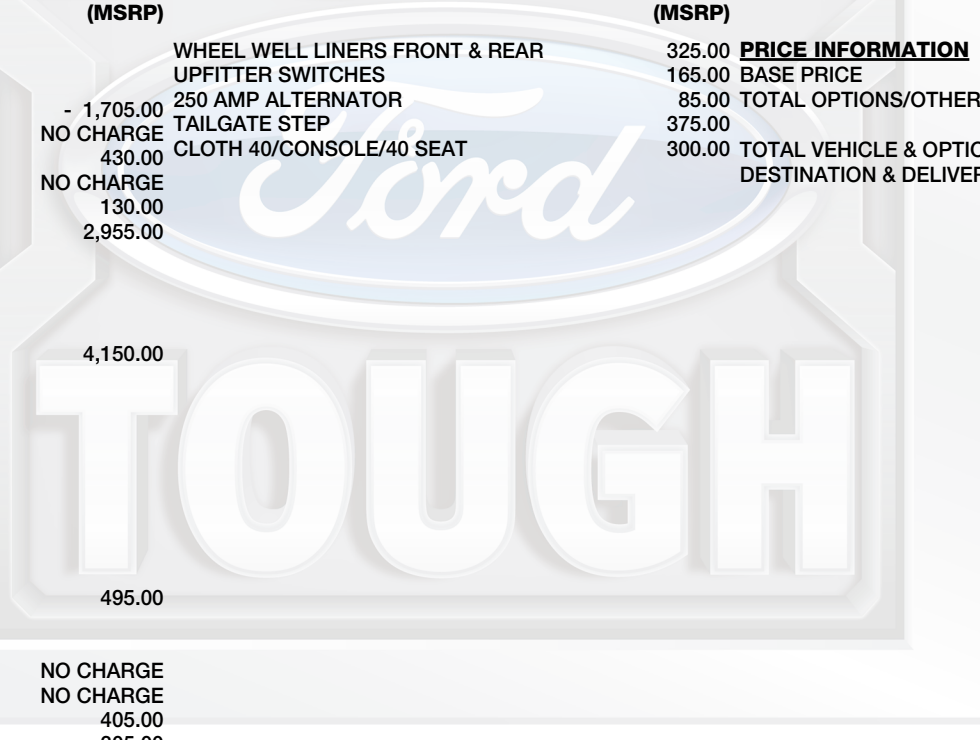 (MSRP)
- 1,705.00
NO CHARGE
430.00
NO CHARGE
130.00
2,955.00
4,150.00
495.00
NO CHARGE
NO CHARGE
405.00
(MSRP)
WHEEL WELL LINERS FRONT & REAR 325.00
UPFITTER SWITCHES 165.00
250 AMP ALTERNATOR 85.00
TAILGATE STEP 375.00
CLOTH 40/CONSOLE/40 SEAT 300.00
PRICE INFORMATION
BASE PRICE
TOTAL OPTIONS/OTHER
TOTAL VEHICLE & OPTIO
DESTINATION & DELIVER
Ford
TOUGH